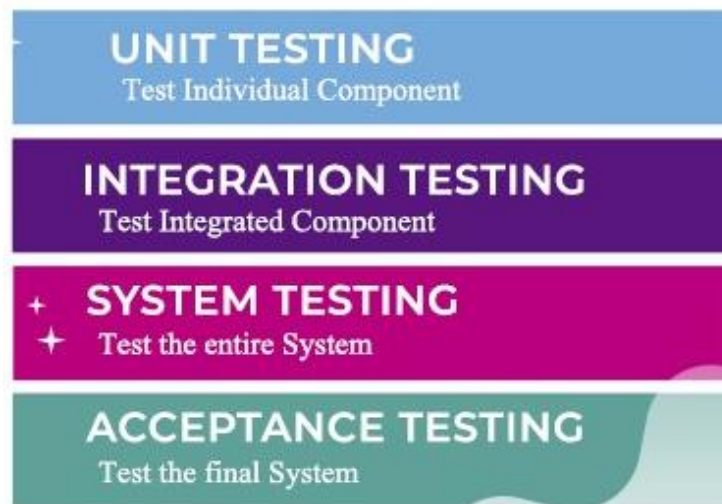 UNIT TESTING
Test Individual Component
INTEGRATION TESTING
Test Integrated Component
SYSTEM TESTING
Test the entire System
ACCEPTANCE TESTING
Test the final System